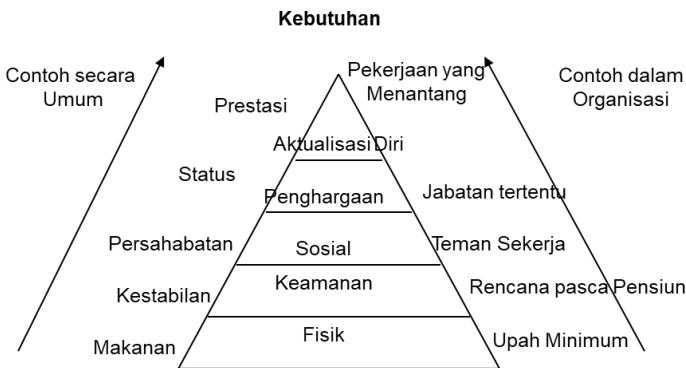 Kebutuhan
Contoh secara
Umum
Pekerjaan yang
Menantang
Contoh dalam
Organisasi
Prestasi
Aktualisasi Diri
Status
Penghargaan
Jabatan tertentu
Persahabatan
Sosial
Teman Sekerja
Kestabilan
Keamanan
Rencana pasca Pensiun
Makanan
Fisik
Upah Minimum